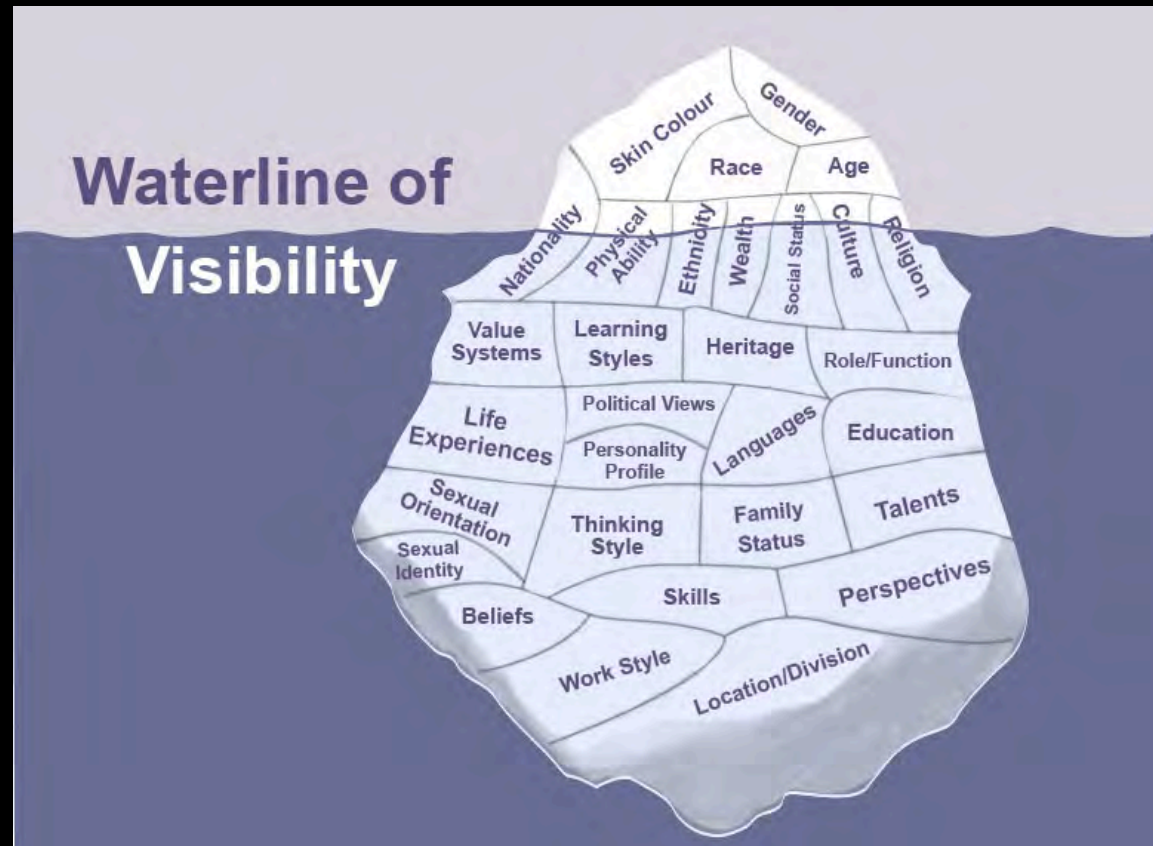 Waterline of
Visibility
Skin Colour
Gender
Race
Age
Nationality
Physical
Ability
Ethnicity
Wealth
Social Status
Culture
Religion
Value
Systems
Learning
Styles
Heritage
Role/Function
Life
Experiences
Political Views
Personality
Profile
Languages
Education
Sexual
Orientation
Thinking
Style
Family
Status
Talents
Sexual
Identity
Beliefs
Skills
Perspectives
Work Style
Location/Division